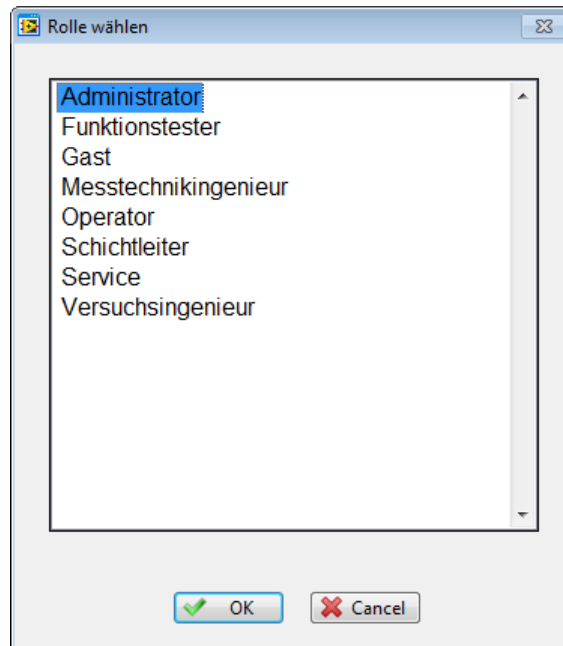 Rolle wählen
Administrator
Funktionstester
Gast
Messtechnikingenieur
Operator
Schichtleiter
Service
Versuchsingenieur
OK
Cancel